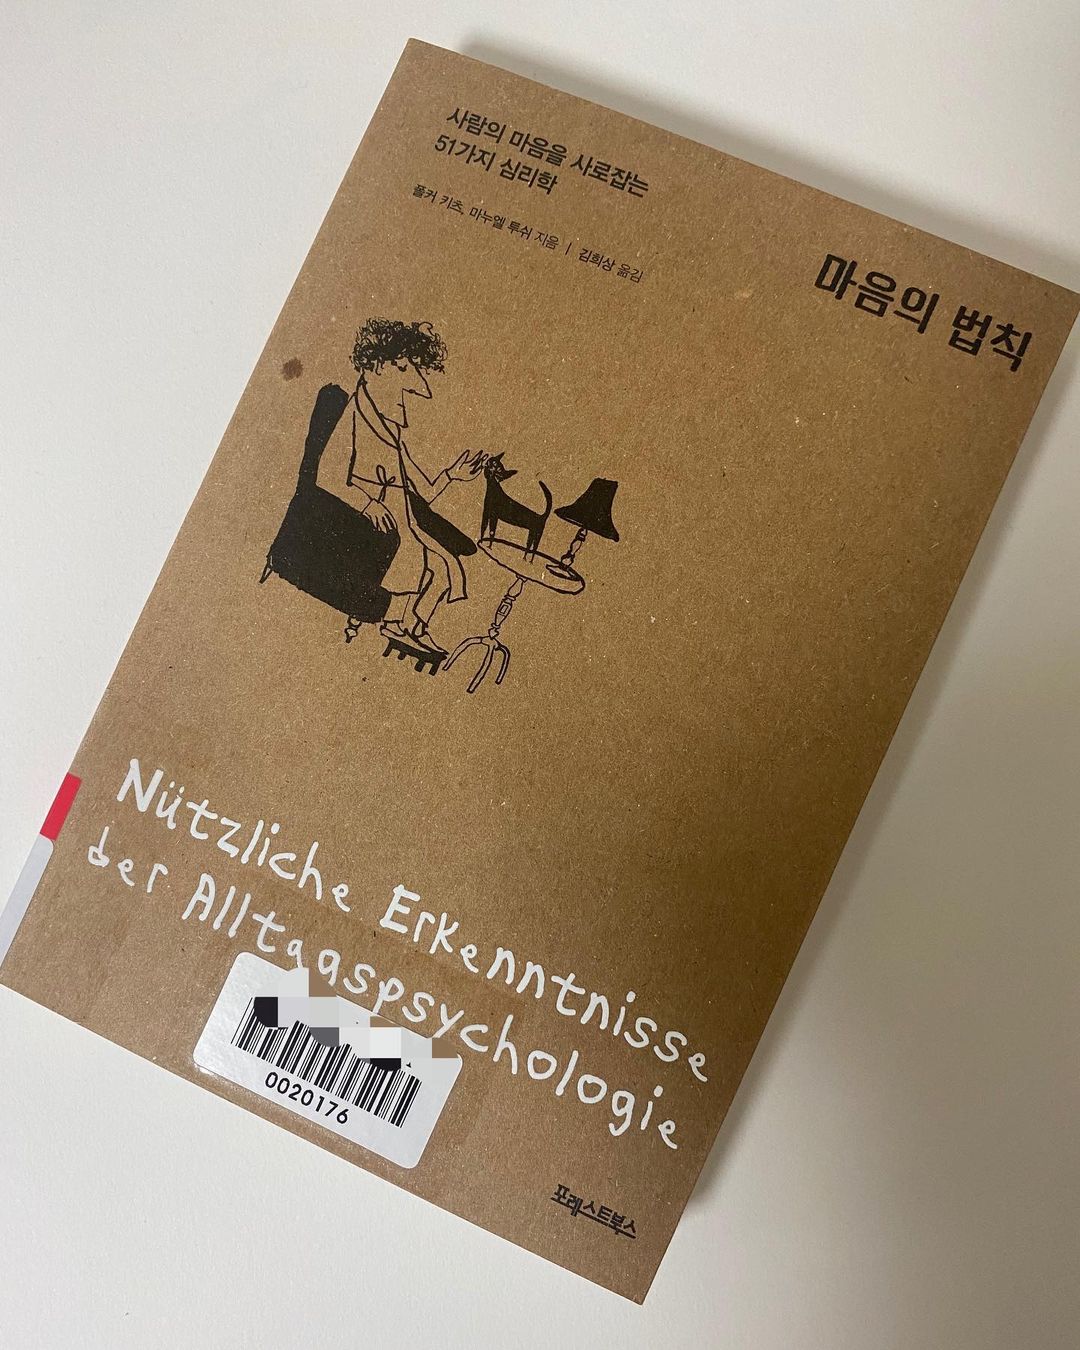 사람의 마음을 사로잡는
51가지 심리학
폴커 키츠, 마누엘 투쉬 지음 | 김희상 옮김
마음의 법칙
Nützliche Erkenntnisse
der Alltagspsychologie
0020176
포레스트북스